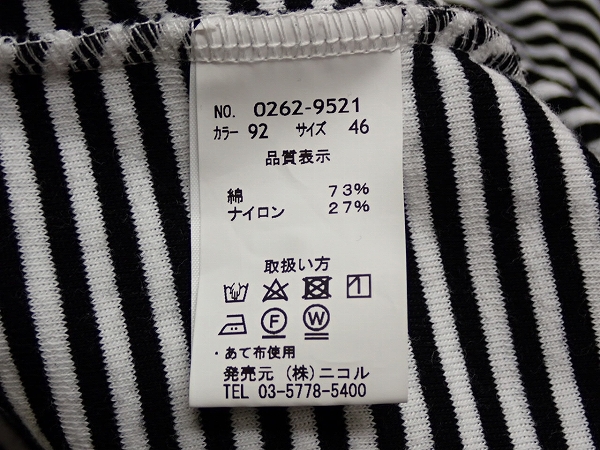 NO. 0262-9521
カラー 92 サイズ 46
品質表示
綿 73%
ナイロン 27%
取扱い方
F W
・あて布使用
発売元 (株)ニコル
TEL 03-5778-5400